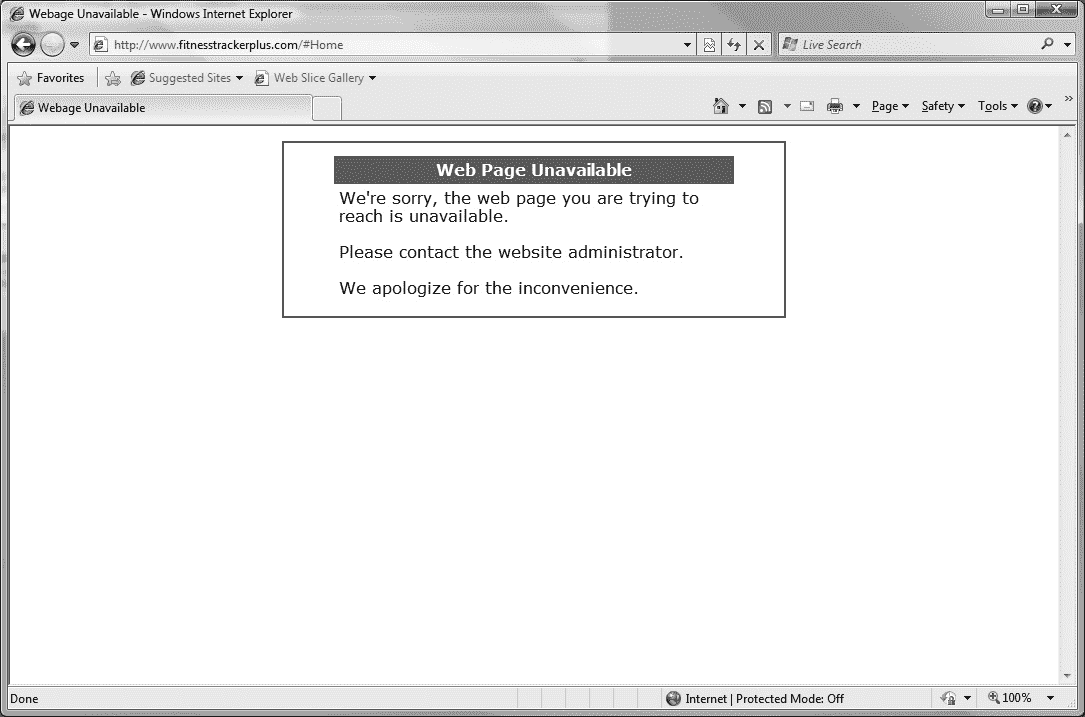 Webage Unavailable - Windows Internet Explorer
http://www.fitnesstrackerplus.com/#Home
Live Search
Favorites
Suggested Sites
Web Slice Gallery
Webage Unavailable
Page
Safety
Tools
Web Page Unavailable
We're sorry, the web page you are trying to
reach is unavailable.
Please contact the website administrator.
We apologize for the inconvenience.
Done
Internet | Protected Mode: Off
100%